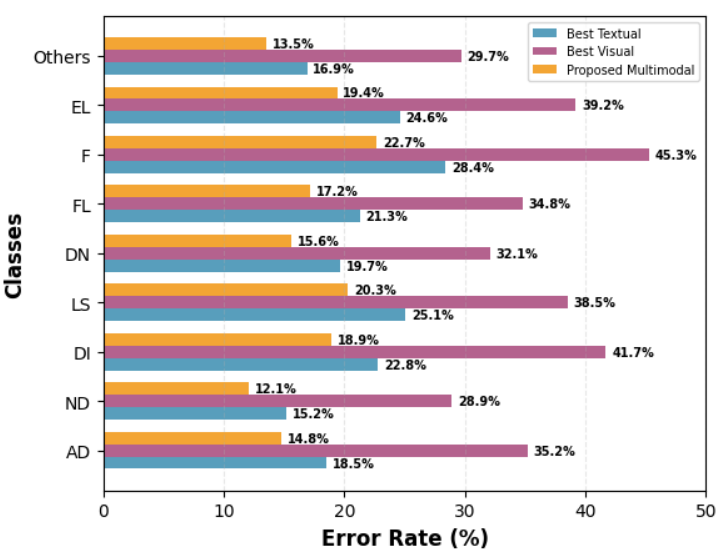 Best Textual
Best Visual
Proposed Multimodal
Others
13.5%
29.7%
16.9%
EL
19.4%
39.2%
24.6%
F
22.7%
45.3%
28.4%
FL
17.2%
34.8%
21.3%
DN
15.6%
32.1%
19.7%
LS
20.3%
38.5%
25.1%
DI
18.9%
41.7%
22.8%
ND
12.1%
28.9%
15.2%
AD
14.8%
35.2%
18.5%
Classes
0 10 20 30 40 50
Error Rate (%)